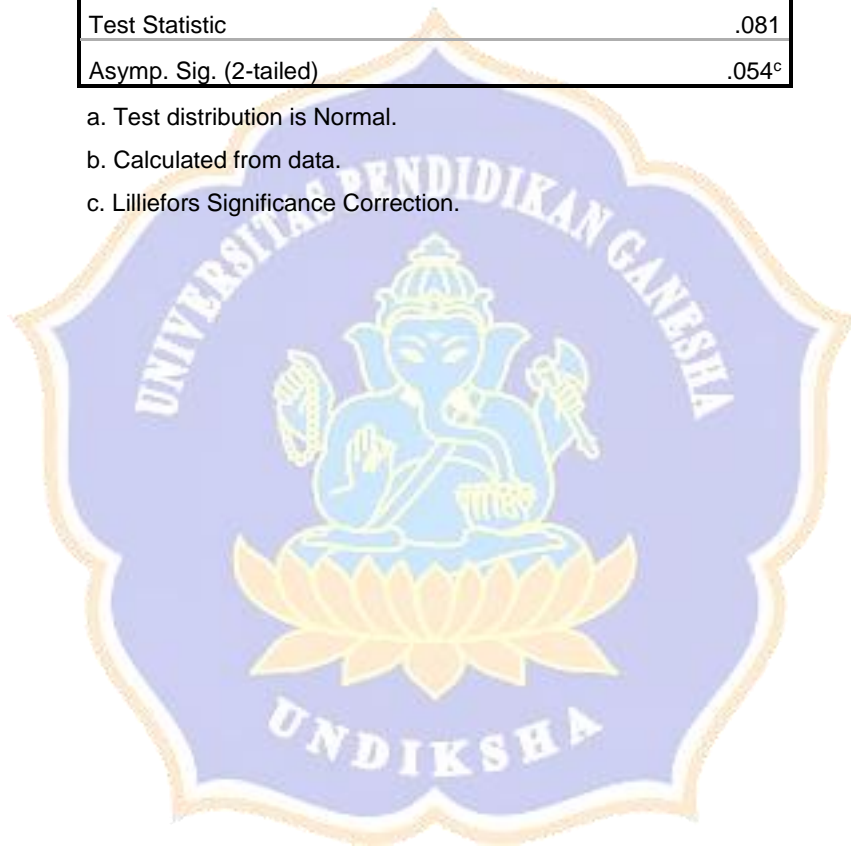 Test Statistic .081
Asymp. Sig. (2-tailed) .054ᶜ
a. Test distribution is Normal.
b. Calculated from data.
c. Lilliefors Significance Correction.
UNIVERSITAS PENDIDIKAN GANESHA
UNDIKSHA